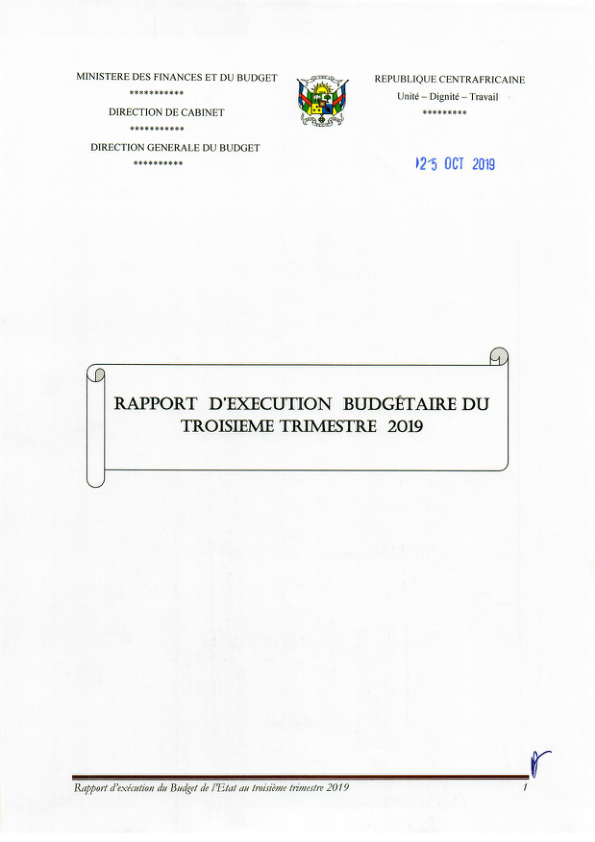 MINISTERE DES FINANCES ET DU BUDGET
***********
DIRECTION DE CABINET
***********
DIRECTION GENERALE DU BUDGET
**********
REPUBLIQUE CENTRAFRICAINE
Unité – Dignité – Travail
*********
25 OCT 2019
RAPPORT D'EXECUTION BUDGÉTAIRE DU
TROISIEME TRIMESTRE 2019
Rapport d'exécution du Budget de l'Etat au troisième trimestre 2019 1